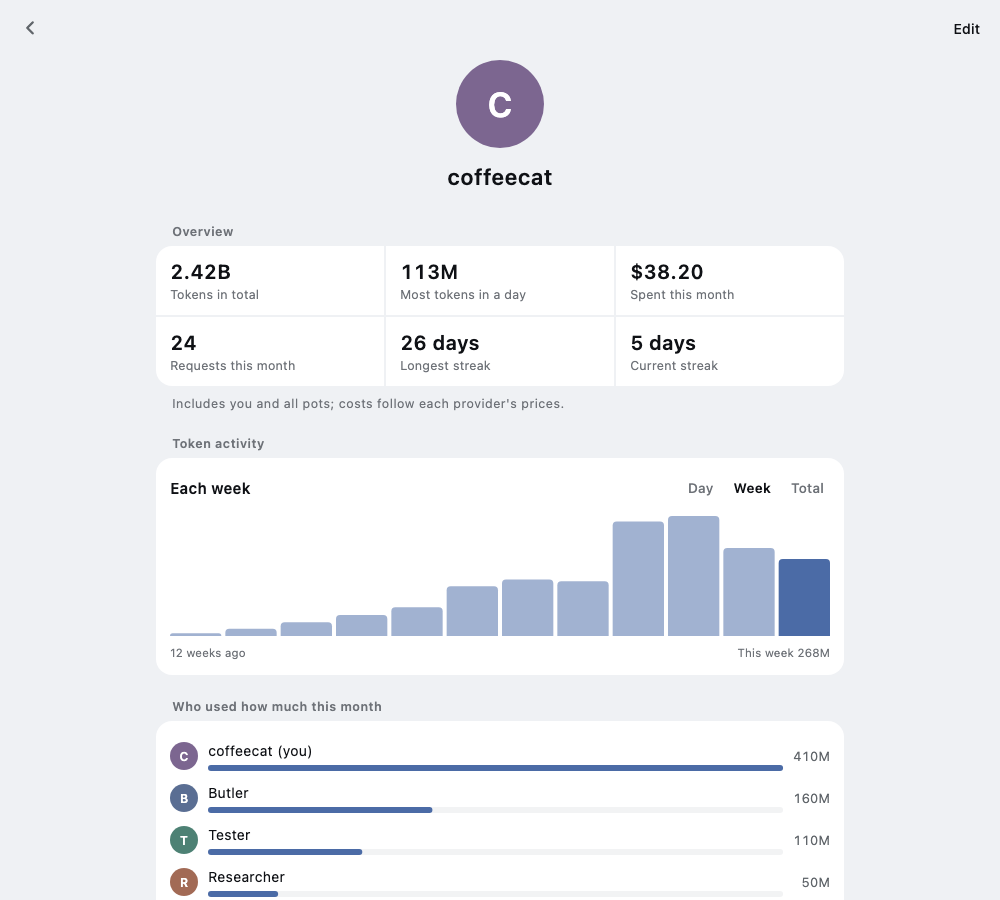 Edit
C
coffeecat
Overview
2.42B
Tokens in total
113M
Most tokens in a day
$38.20
Spent this month
24
Requests this month
26 days
Longest streak
5 days
Current streak
Includes you and all pots; costs follow each provider's prices.
Token activity
Each week
Day Week Total
12 weeks ago
This week 268M
Who used how much this month
C coffeecat (you) 410M
B Butler 160M
T Tester 110M
R Researcher 50M